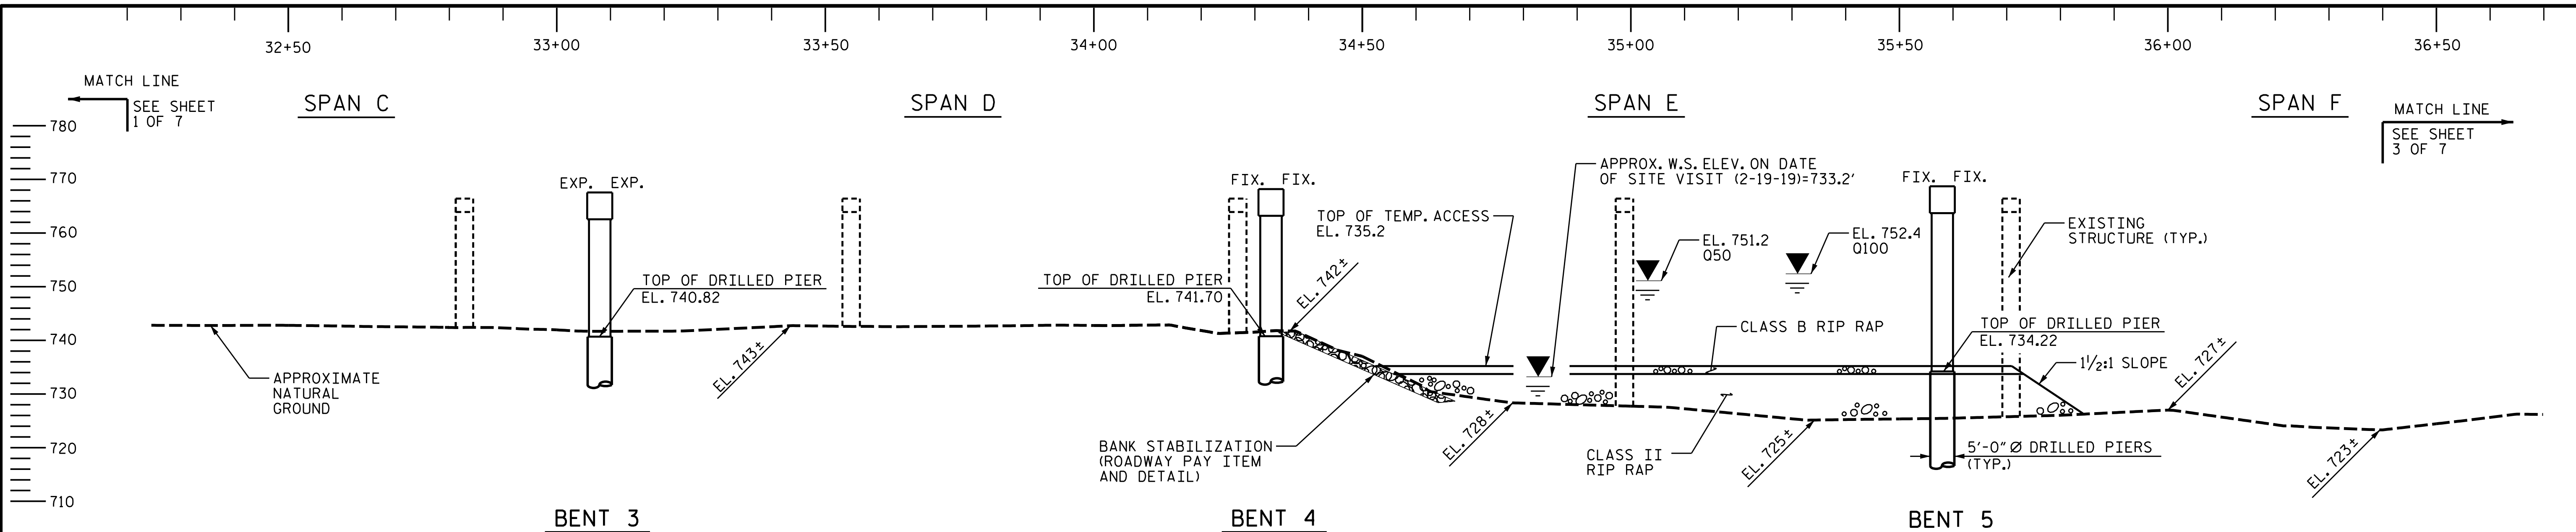 32+50
33+00
33+50
34+00
34+50
35+00
35+50
36+00
36+50
MATCH LINE
SEE SHEET
1 OF 7
SPAN C
SPAN D
SPAN E
SPAN F
MATCH LINE
SEE SHEET
3 OF 7
780
770
760
750
740
730
720
710
EXP. EXP.
FIX. FIX.
FIX. FIX.
APPROX. W.S. ELEV. ON DATE
OF SITE VISIT (2-19-19)=733.2'
TOP OF TEMP. ACCESS
EL. 735.2
EL. 751.2
Q50
EL. 752.4
Q100
EXISTING
STRUCTURE (TYP.)
TOP OF DRILLED PIER
EL. 740.82
TOP OF DRILLED PIER
EL. 741.70
EL. 742±
CLASS B RIP RAP
TOP OF DRILLED PIER
EL. 734.22
1½:1 SLOPE
EL. 727±
APPROXIMATE
NATURAL
GROUND
EL. 743±
BANK STABILIZATION
(ROADWAY PAY ITEM
AND DETAIL)
EL. 728±
CLASS II
RIP RAP
EL. 725±
5'-0" Ø DRILLED PIERS
(TYP.)
EL. 723±
BENT 3
BENT 4
BENT 5